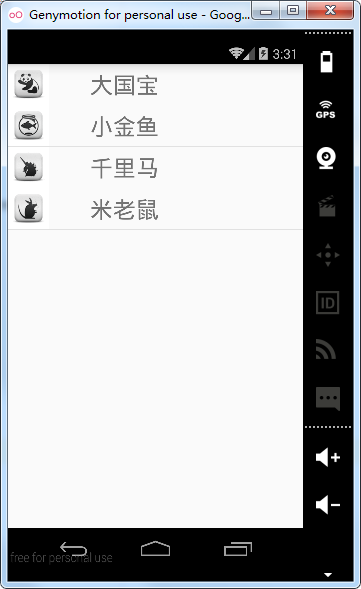 Genymotion for personal use - Goog...
3:31
GPS
大国宝
小金鱼
千里马
ID
米老鼠
free for personal use